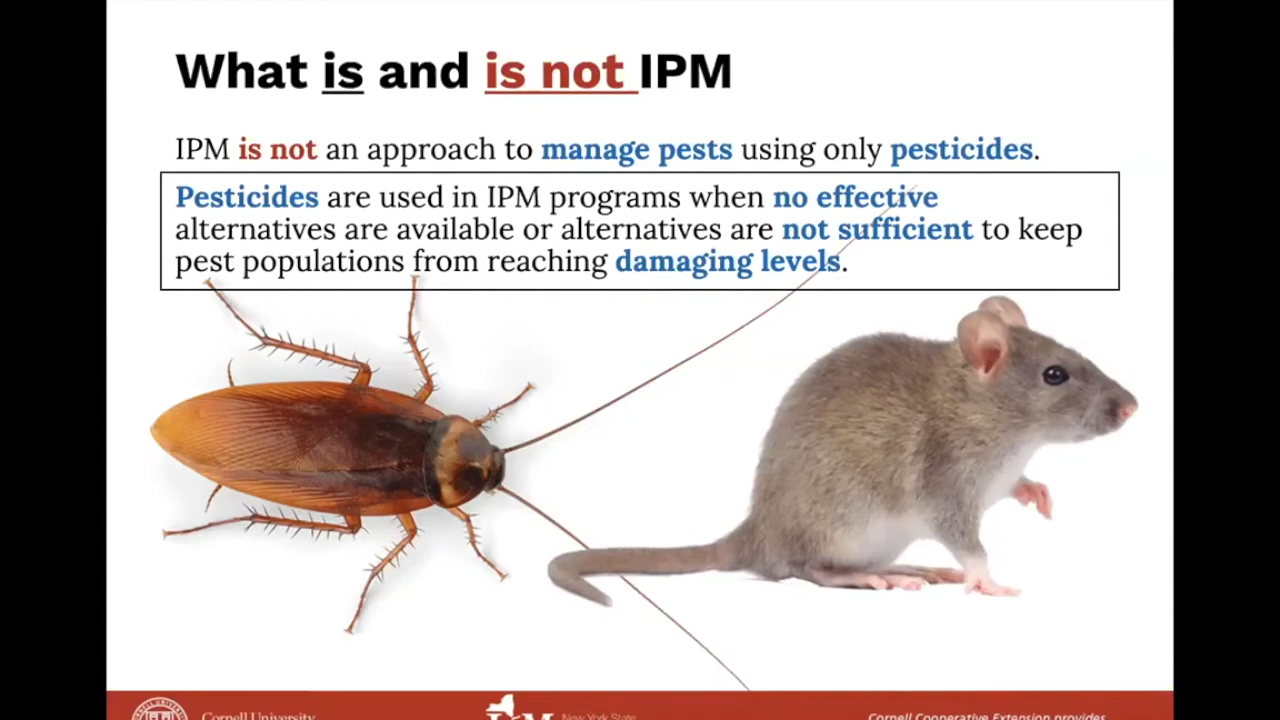 What is and is not IPM
IPM is not an approach to manage pests using only pesticides.
Pesticides are used in IPM programs when no effective
alternatives are available or alternatives are not sufficient to keep
pest populations from reaching damaging levels.
Cornell University
New York State
Cornell Cooperative Extension provides